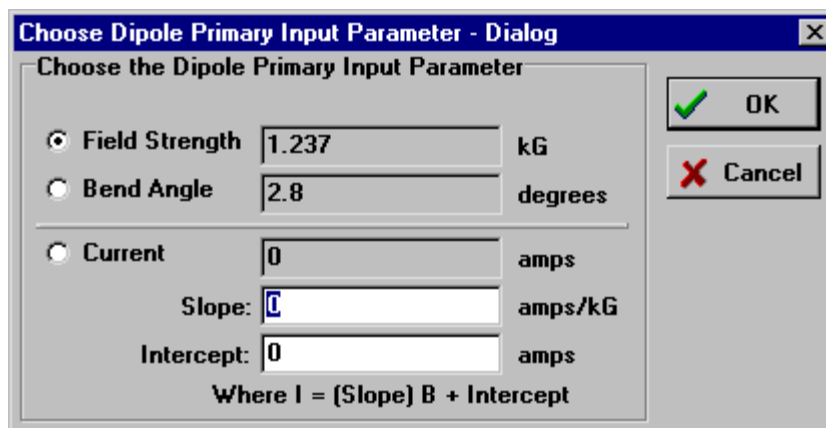 Choose Dipole Primary Input Parameter - Dialog
Choose the Dipole Primary Input Parameter
Field Strength 1.237 kG
Bend Angle 2.8 degrees
Current 0 amps
Slope: 0 amps/kG
Intercept: 0 amps
Where I = (Slope) B + Intercept
OK
Cancel